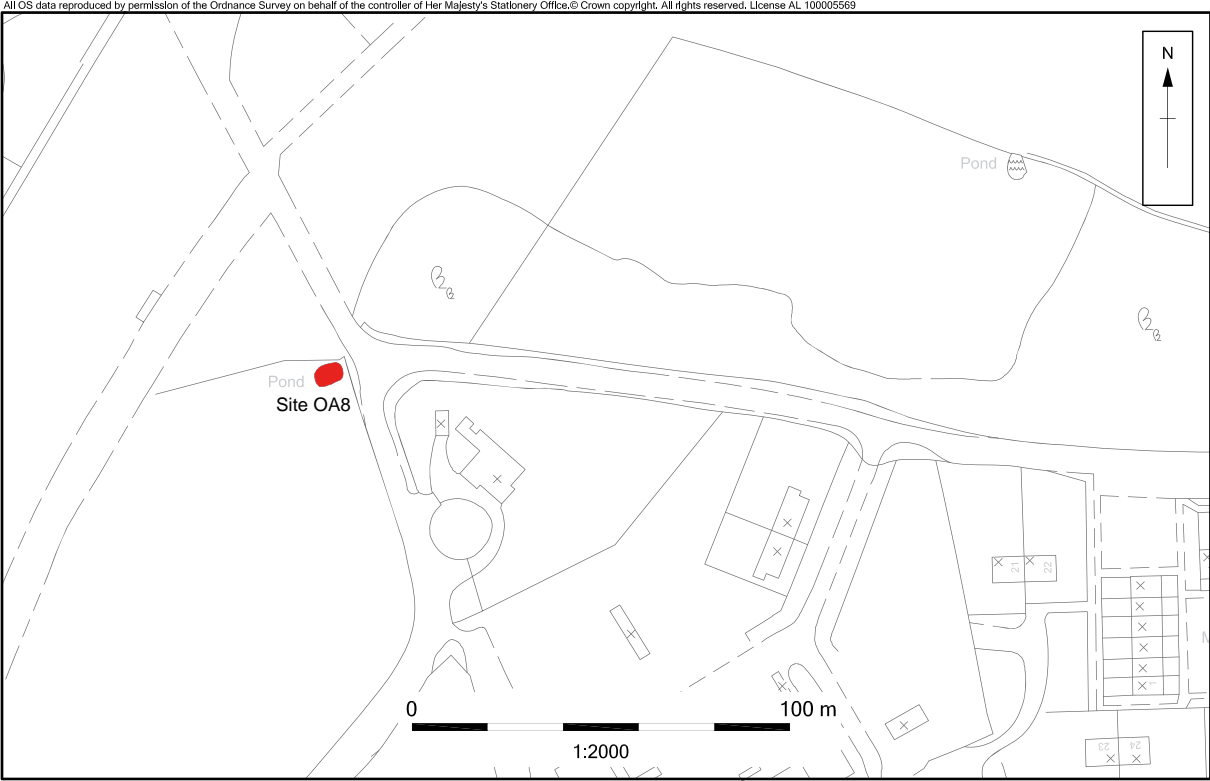 All OS data reproduced by permission of the Ordnance Survey on behalf of the controller of Her Majesty's Stationery Office.© Crown copyright. All rights reserved. License AL 100005569
N
Pond
Pond
Site OA8
21
22
1
M
23
24
0
100 m
1:2000